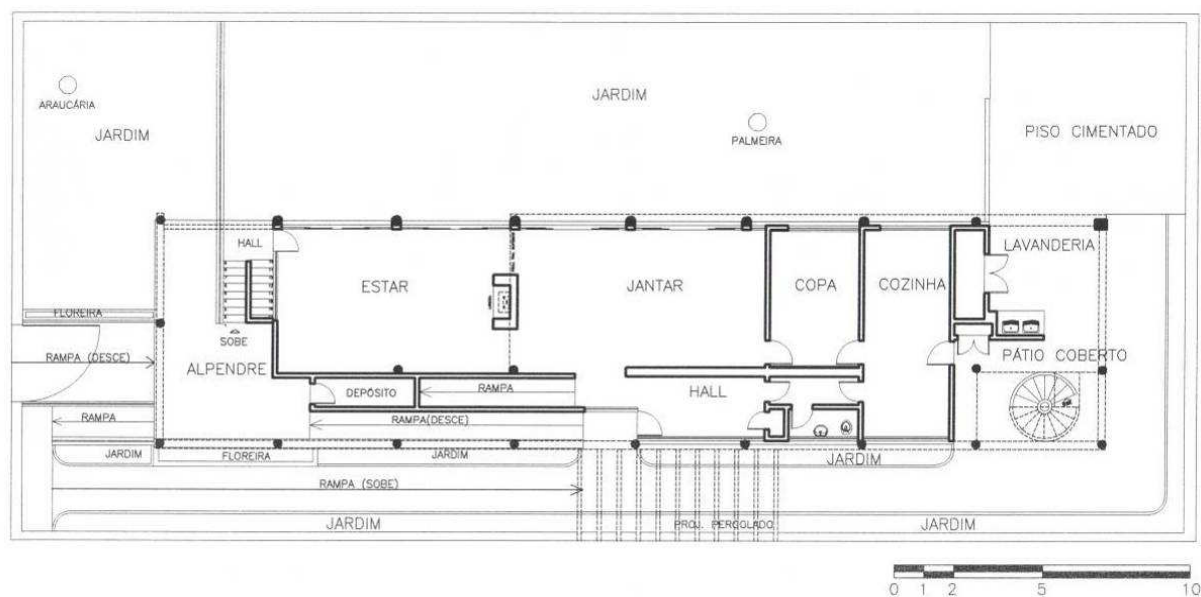 JARDIM
ARAUCÁRIA
JARDIM
PALMEIRA
PISO CIMENTADO
HALL
LAVANDERIA
ESTAR
JANTAR
COPA
COZINHA
FLOREIRA
SOBE
RAMPA (DESCE)
ALPENDRE
PÁTIO COBERTO
DEPÓSITO
RAMPA
HALL
RAMPA
RAMPA(DESCE)
JARDIM
FLOREIRA
JARDIM
JARDIM
RAMPA (SOBE)
JARDIM
PROJ. PERGOLADO
JARDIM
0 1 2 5 10